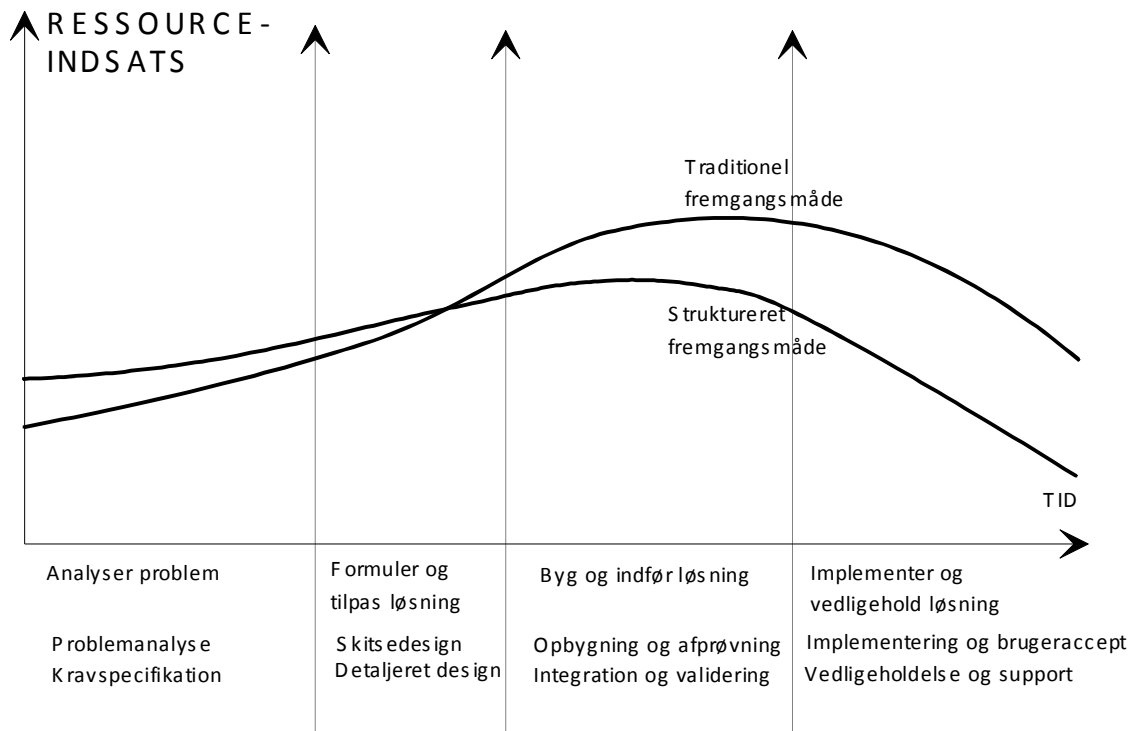 RESSOURCE-
INDSATS
Traditionel
fremgangsmåde
Struktureret
fremgangsmåde
TID
Analyser problem
Problemanalyse
Kravspecifikation
Formuler og
tilpas løsning
Skitsedesign
Detaljeret design
Byg og indfør løsning
Opbygning og afprøvning
Integration og validering
Implementer og
vedligehold løsning
Implementering og brugeraccept
Vedligeholdelse og support